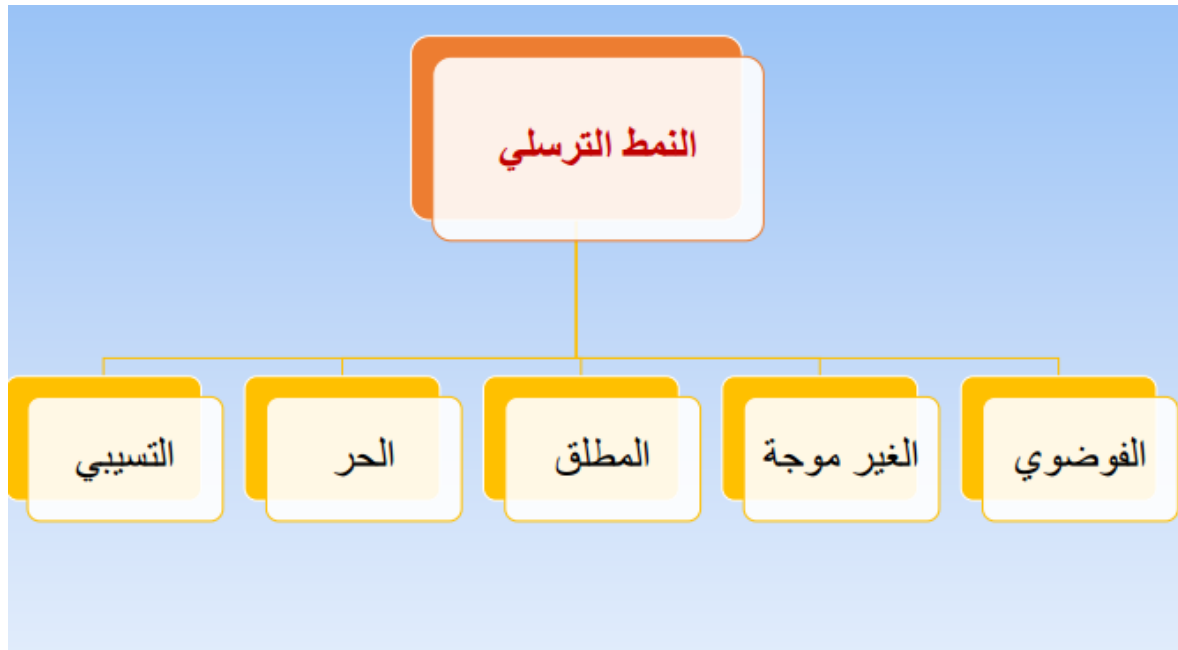 النمط الترسلي
الفوضوي
الغير موجة
المطلق
الحر
التسيبي